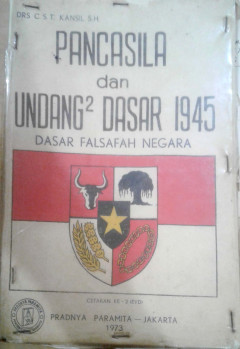 DRS C.S.T. KANSIL S.H.
PANCASILA
dan
UNDANG² DASAR 1945
DASAR FALSAFAH NEGARA
PRADNYA PARAMITA — JAKARTA
1973